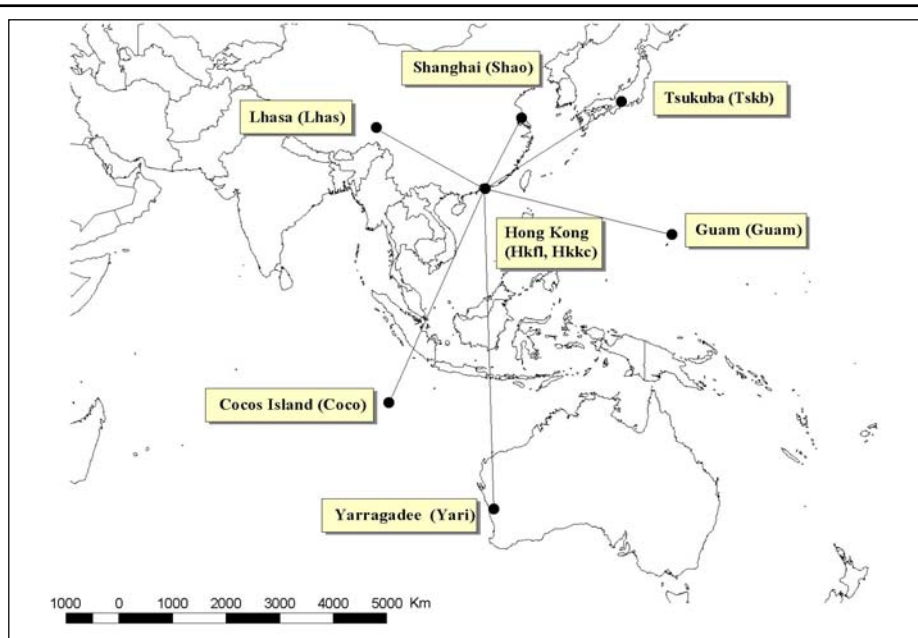 Shanghai (Shao)
Tsukuba (Tskb)
Lhasa (Lhas)
Guam (Guam)
Hong Kong
(Hkfl, Hkkc)
Cocos Island (Coco)
Yarragadee (Yari)
1000 0 1000 2000 3000 4000 5000 Km